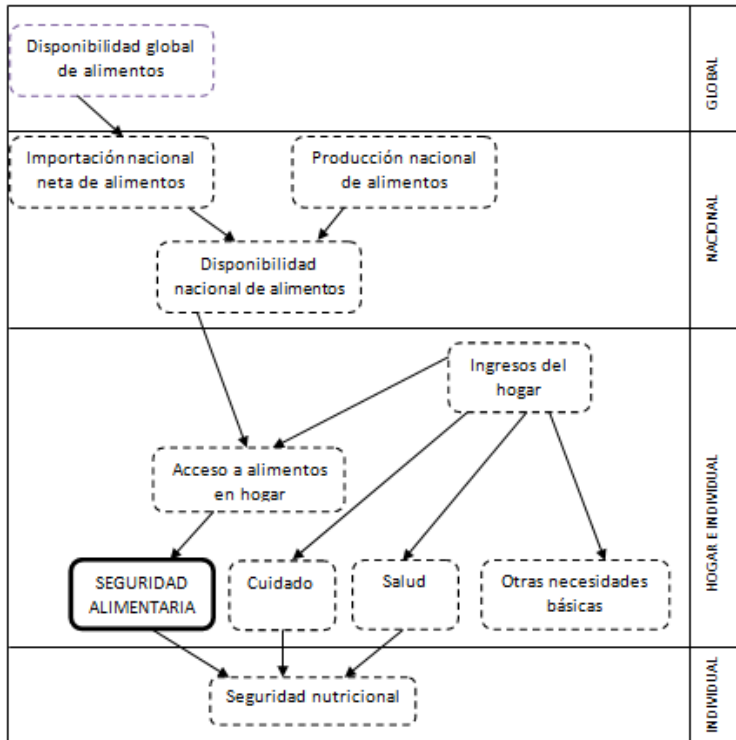 Disponibilidad global
de alimentos
GLOBAL
Importación nacional
neta de alimentos
Producción nacional
de alimentos
Disponibilidad
nacional de alimentos
NACIONAL
Ingresos del
hogar
Acceso a alimentos
en hogar
SEGURIDAD
ALIMENTARIA
Cuidado
Salud
Otras necesidades
básicas
HOGAR E INDIVIDUAL
Seguridad nutricional
INDIVIDUAL